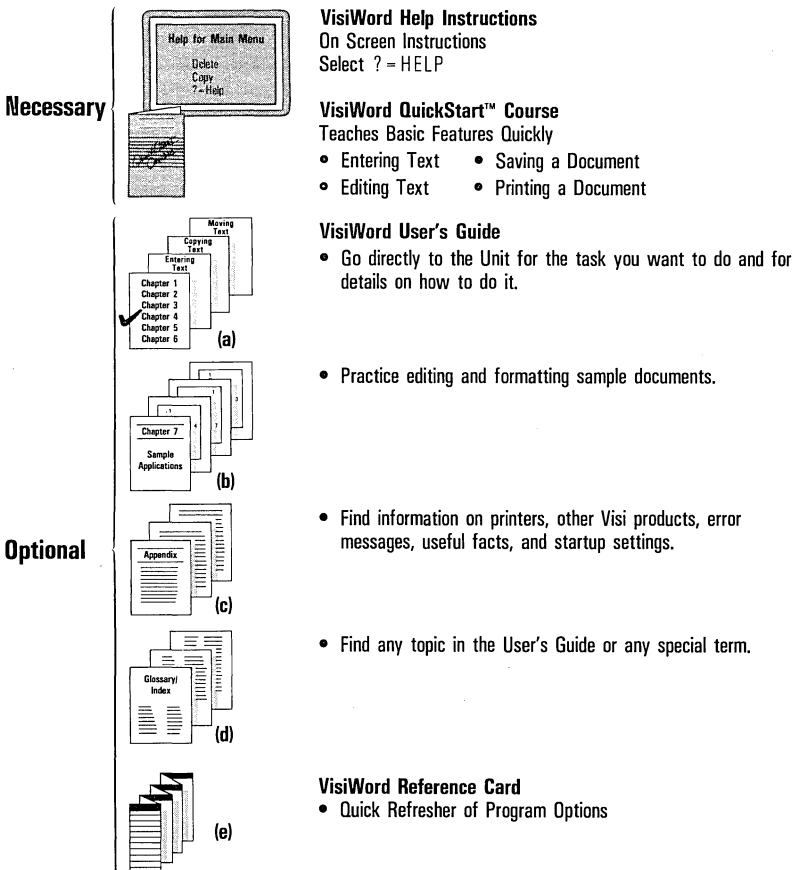 VisiWord Help Instructions
On Screen Instructions
Select ? = HELP
Help for Main Menu
Delete
Copy
?=Help
Necessary
VisiWord QuickStart™ Course
Teaches Basic Features Quickly
• Entering Text • Saving a Document
• Editing Text • Printing a Document
VisiWord User's Guide
• Go directly to the Unit for the task you want to do and for
details on how to do it.
Moving
Text
Copying
Text
Entering
Text
Chapter 1
Chapter 2
Chapter 3
Chapter 4
Chapter 5
Chapter 6
(a)
• Practice editing and formatting sample documents.
Chapter 7
Sample
Applications
(b)
Optional
• Find information on printers, other Visi products, error
messages, useful facts, and startup settings.
Appendix
(c)
• Find any topic in the User's Guide or any special term.
Glossary/
Index
(d)
VisiWord Reference Card
• Quick Refresher of Program Options
(e)